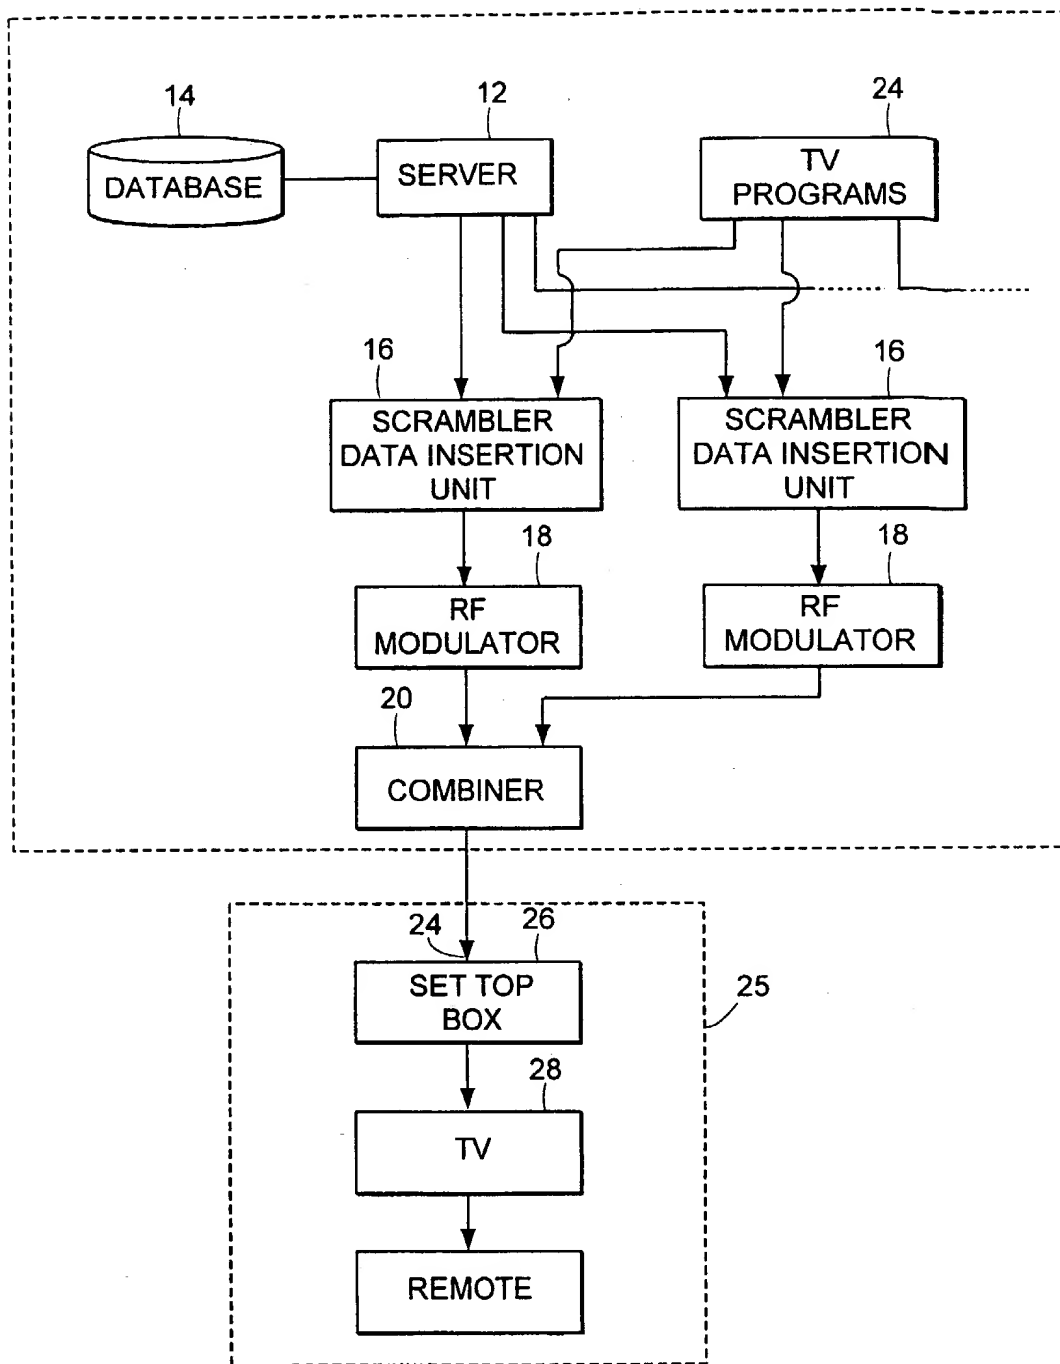 14
12
24
DATABASE
SERVER
TV
PROGRAMS
16
16
SCRAMBLER
DATA INSERTION
UNIT
SCRAMBLER
DATA INSERTION
UNIT
18
18
RF
MODULATOR
RF
MODULATOR
20
COMBINER
24
26
25
SET TOP
BOX
28
TV
REMOTE